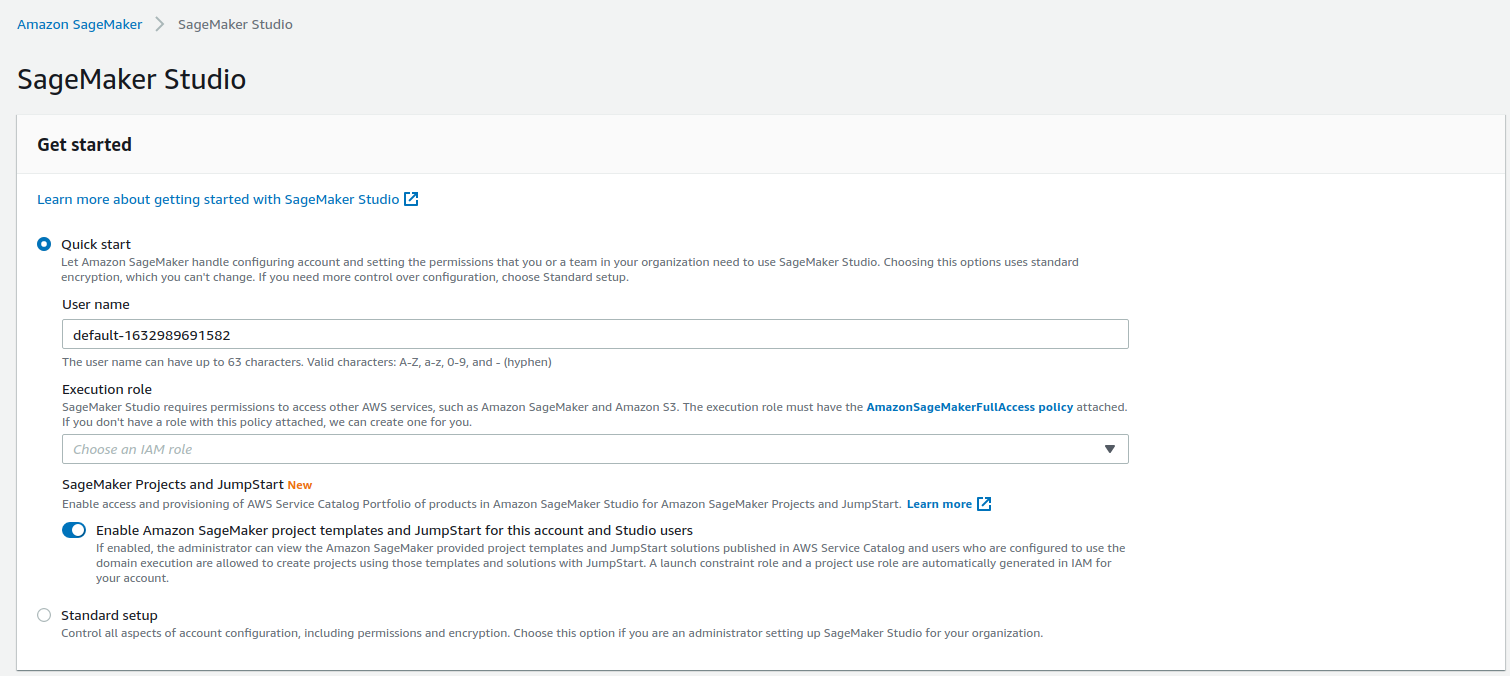 Amazon SageMaker > SageMaker Studio
SageMaker Studio
Get started
Learn more about getting started with SageMaker Studio
Quick start
Let Amazon SageMaker handle configuring account and setting the permissions that you or a team in your organization need to use SageMaker Studio. Choosing this options uses standard
encryption, which you can't change. If you need more control over configuration, choose Standard setup.
User name
default-1632989691582
The user name can have up to 63 characters. Valid characters: A-Z, a-z, 0-9, and - (hyphen)
Execution role
SageMaker Studio requires permissions to access other AWS services, such as Amazon SageMaker and Amazon S3. The execution role must have the AmazonSageMakerFullAccess policy attached.
If you don't have a role with this policy attached, we can create one for you.
Choose an IAM role
SageMaker Projects and JumpStart New
Enable access and provisioning of AWS Service Catalog Portfolio of products in Amazon SageMaker Studio for Amazon SageMaker Projects and JumpStart. Learn more
Enable Amazon SageMaker project templates and JumpStart for this account and Studio users
If enabled, the administrator can view the Amazon SageMaker provided project templates and JumpStart solutions published in AWS Service Catalog and users who are configured to use the
domain execution are allowed to create projects using those templates and solutions with JumpStart. A launch constraint role and a project use role are automatically generated in IAM for
your account.
Standard setup
Control all aspects of account configuration, including permissions and encryption. Choose this option if you are an administrator setting up SageMaker Studio for your organization.